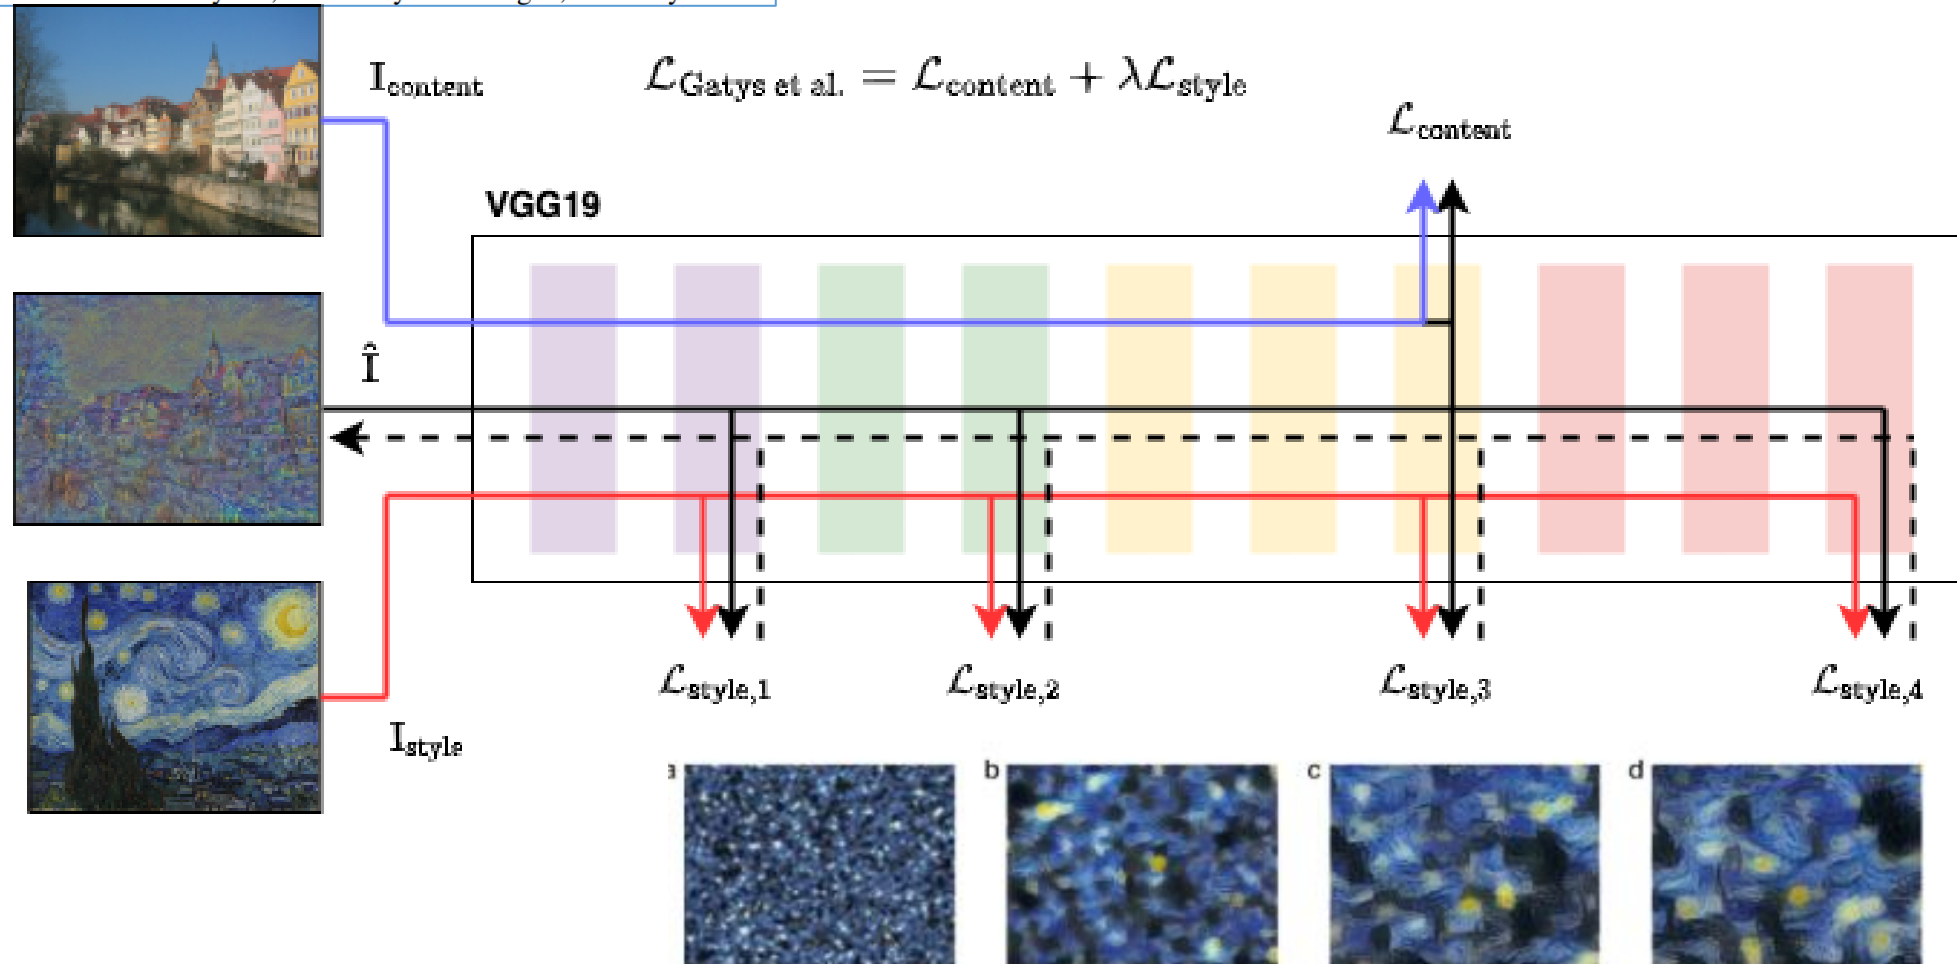 I_content
L_Gatys et al. = L_content + λL_style
L_content
VGG19
Î
L_style,1
L_style,2
L_style,3
L_style,4
I_style
a
b
c
d